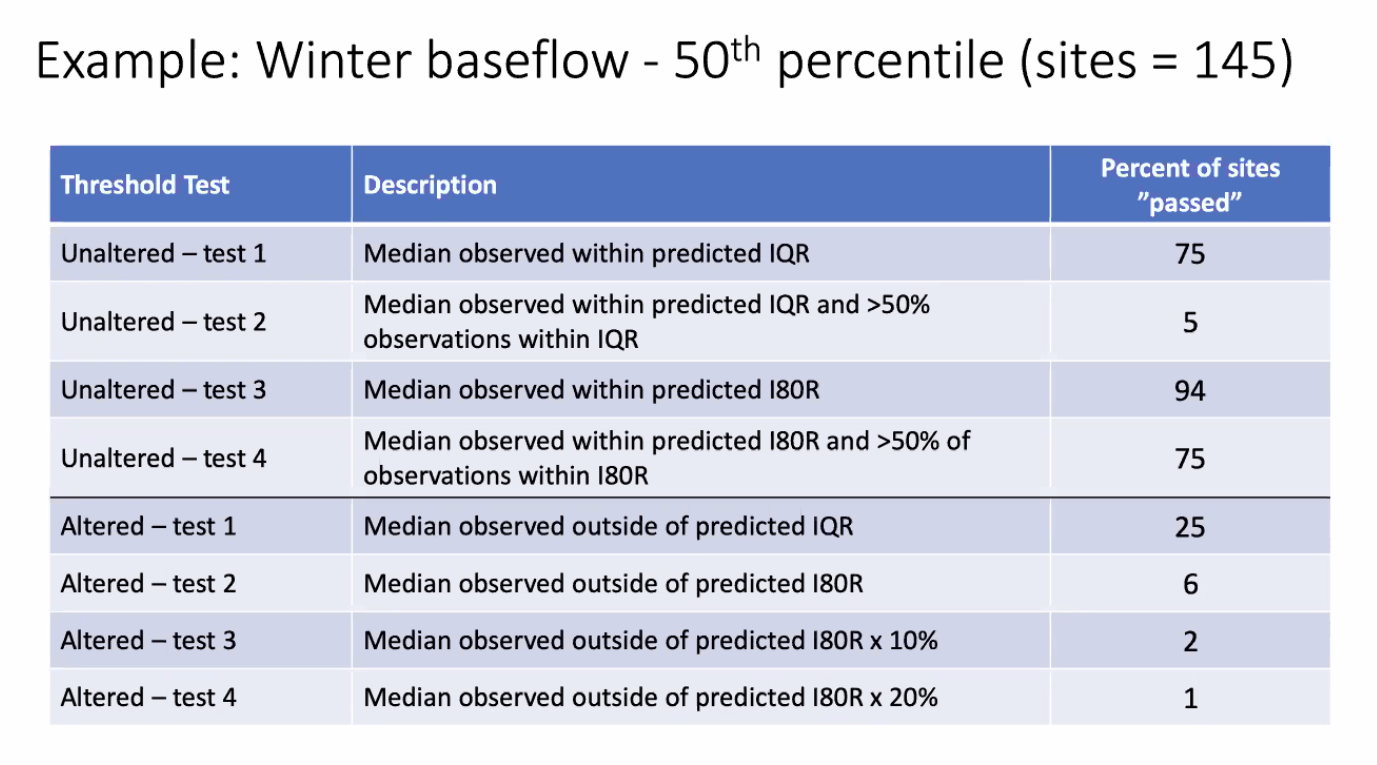 Example: Winter baseflow - 50th percentile (sites = 145)
Threshold Test
Description
Percent of sites
”passed”
Unaltered – test 1
Median observed within predicted IQR
75
Unaltered – test 2
Median observed within predicted IQR and >50%
observations within IQR
5
Unaltered – test 3
Median observed within predicted I80R
94
Unaltered – test 4
Median observed within predicted I80R and >50% of
observations within I80R
75
Altered – test 1
Median observed outside of predicted IQR
25
Altered – test 2
Median observed outside of predicted I80R
6
Altered – test 3
Median observed outside of predicted I80R x 10%
2
Altered – test 4
Median observed outside of predicted I80R x 20%
1